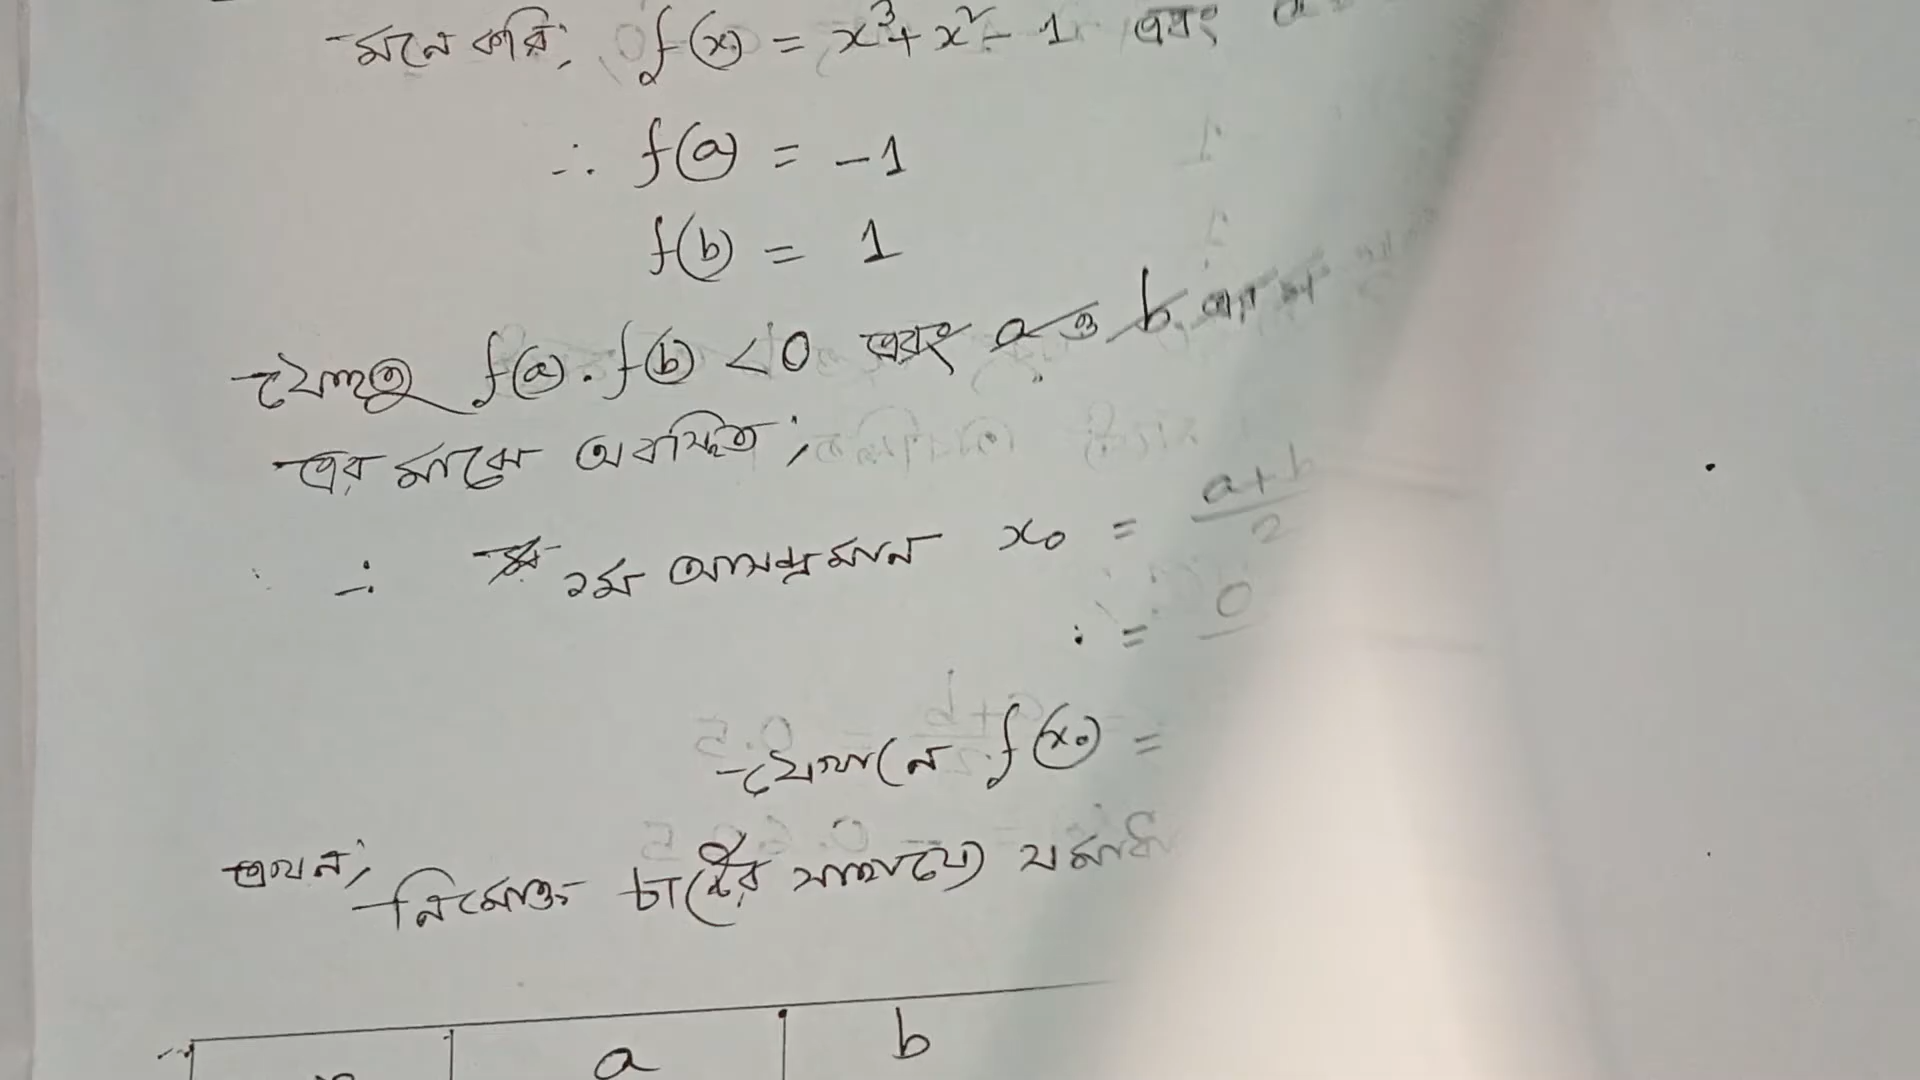 মনে করি, f(x) = x³+x²-1 এবং a
∴ f(a) = -1
f(b) = 1
যেহেতু f(a).f(b) <0 এবং a ও b
এর মাঝে অবস্থিত,
∴ ১ম আসন্নমান x₀ = a+b/2
= 0
যেখানে f(x₀) =
এখন, নিম্নোক্ত চার্টের সাহায্যে
a b